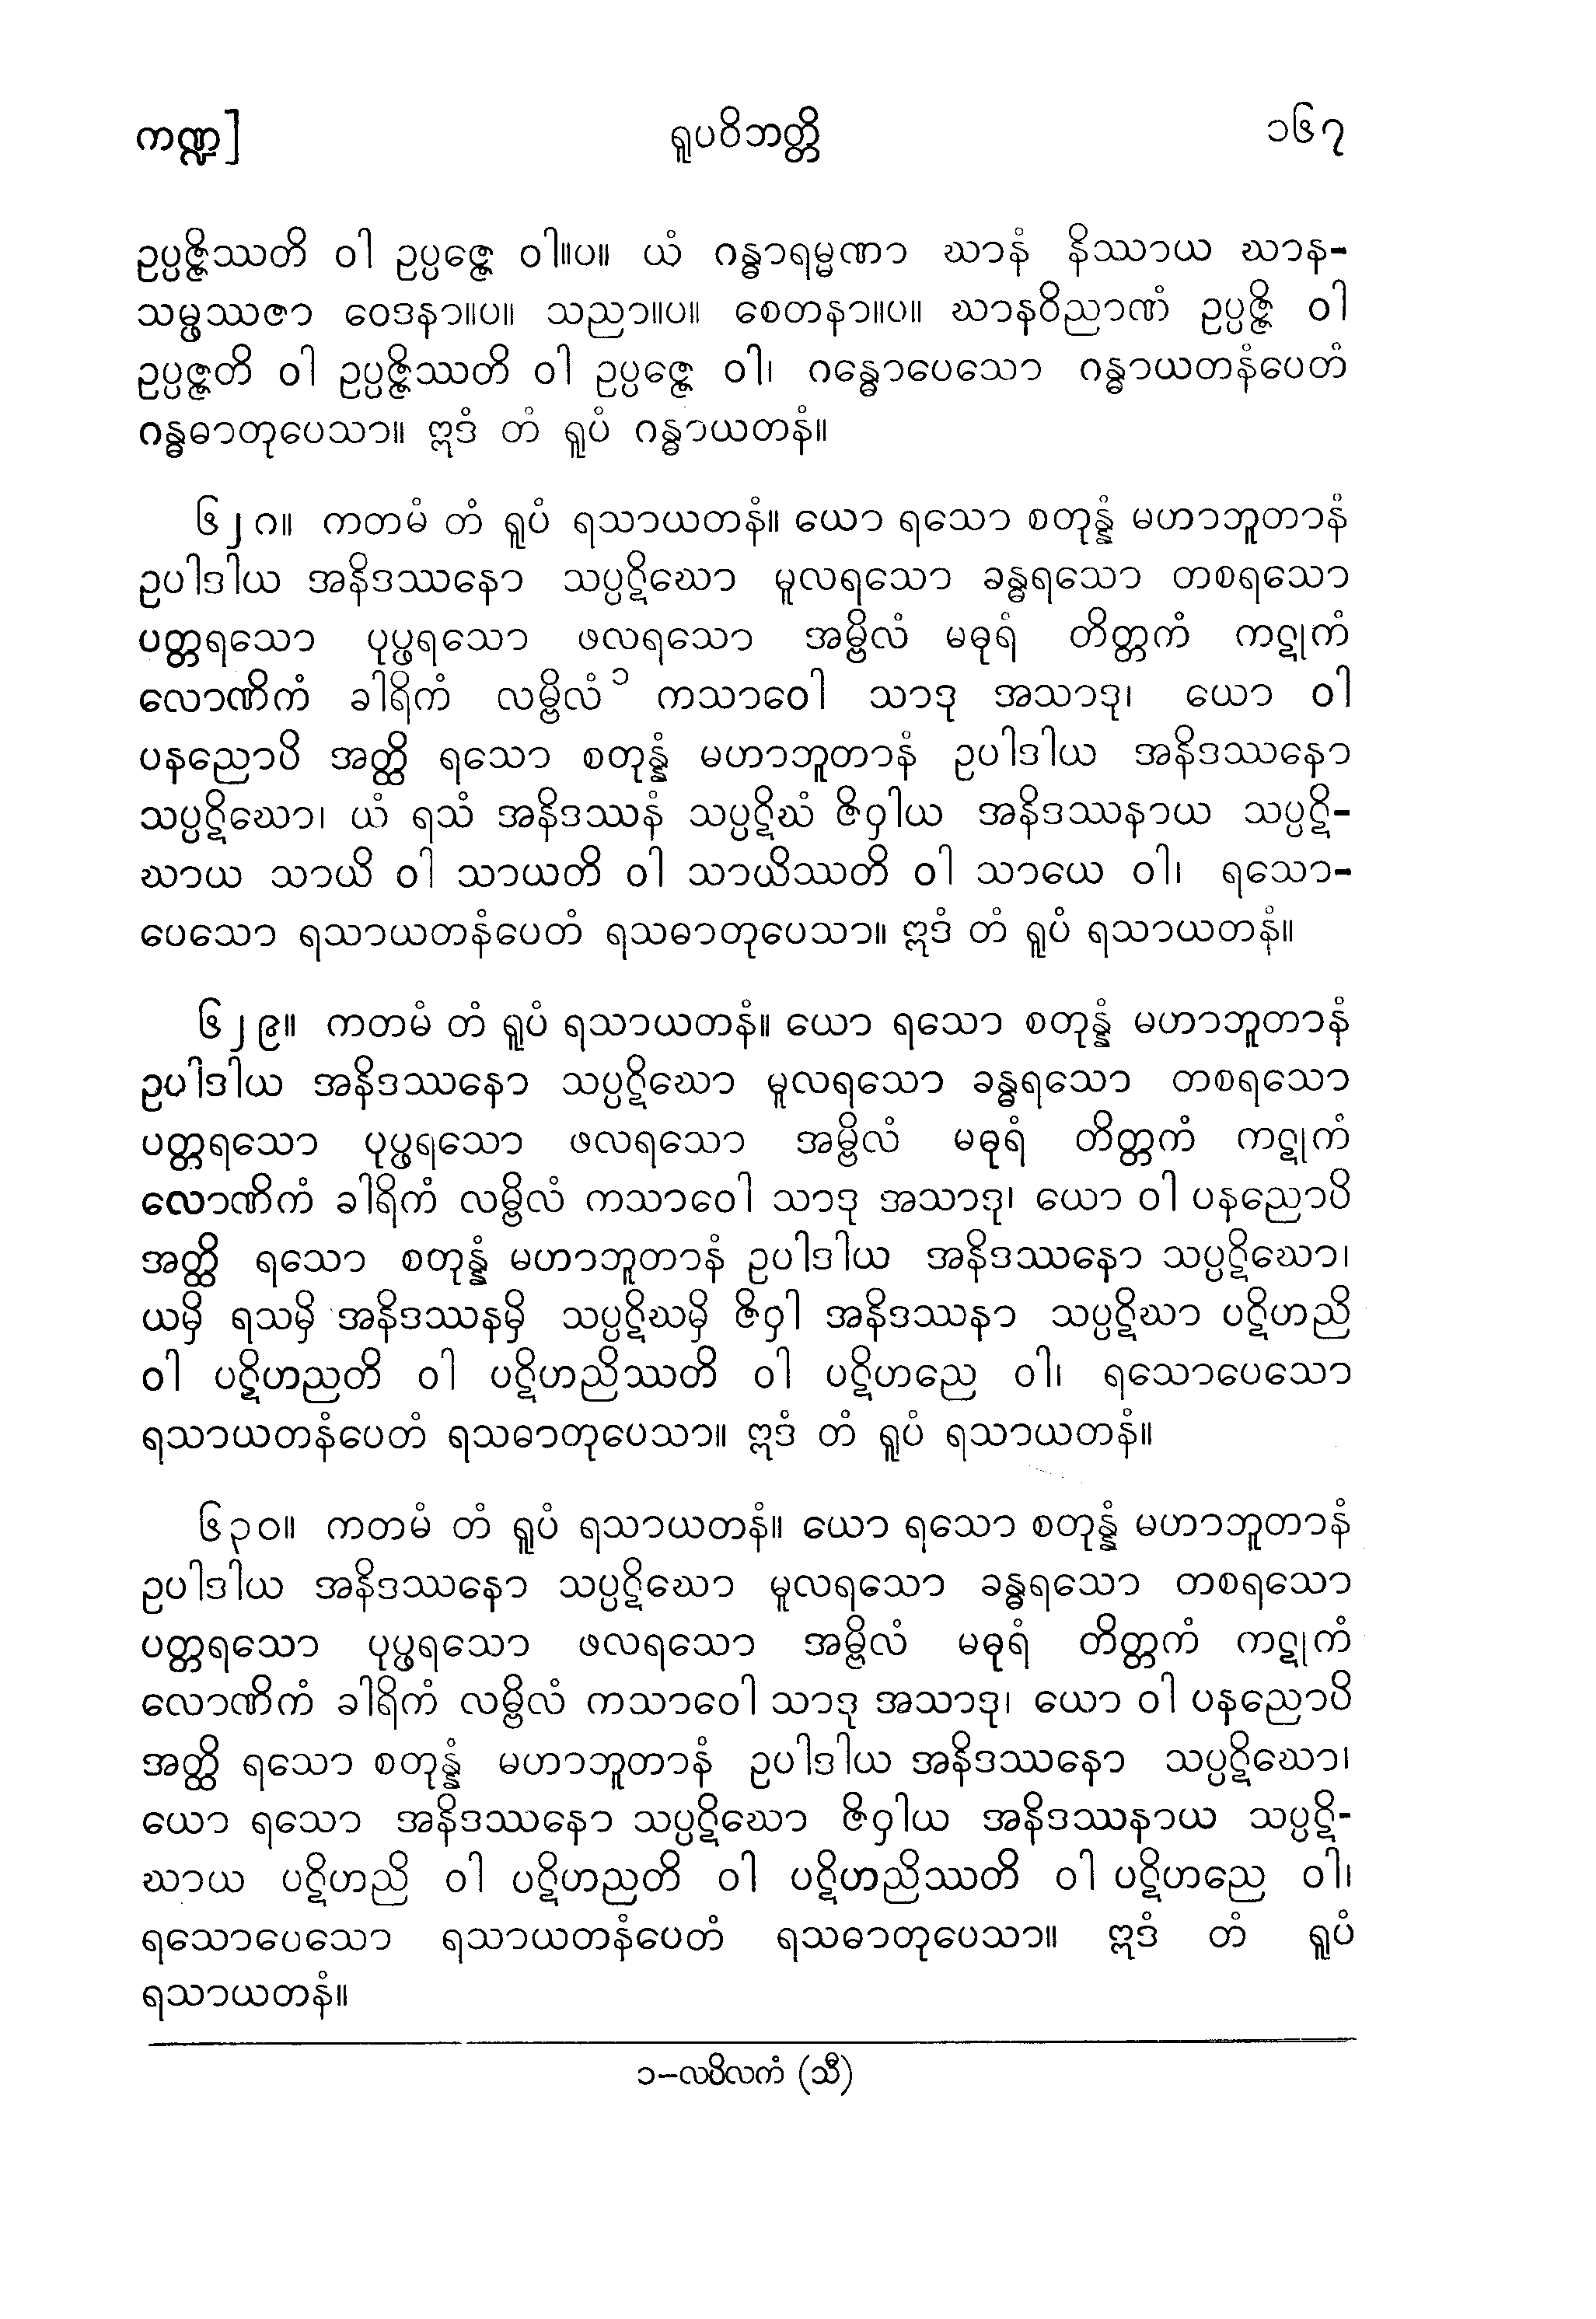 ကဏ္ဍ] ရူပဝိဘတ္တိ ၁၆၇
ဥပ္ပဇ္ဇိဿတိ ဝါ ဥပ္ပဇ္ဇေ ဝါ။ပ။ ယံ ဂန္ဓာရမ္မဏာ ဃာနံ နိဿာယ ဃာန-
သမ္ဖဿဇာ ဝေဒနာ။ပ။ သညာ။ပ။ စေတနာ။ပ။ ဃာနဝိညာဏံ ဥပ္ပဇ္ဇိ ဝါ
ဥပ္ပဇ္ဇတိ ဝါ ဥပ္ပဇ္ဇိဿတိ ဝါ ဥပ္ပဇ္ဇေ ဝါ၊ ဂန္ဓောပေသော ဂန္ဓာယတနံပေတံ
ဂန္ဓဓာတုပေသာ။ ဣဒံ တံ ရူပံ ဂန္ဓာယတနံ။
၆၂၈။ ကတမံ တံ ရူပံ ရသာယတနံ။ ယော ရသော စတုန္နံ မဟာဘူတာနံ
ဥပါဒါယ အနိဒဿနော သပ္ပဋိဃော မူလရသော ခန္ဓရသော တစရသော
ပတ္တရသော ပုပ္ဖရသော ဖလရသော အမ္ဗိလံ မဓုရံ တိတ္တကံ ကဋုကံ
လောဏိကံ ခါရိကံ လမ္ဗိလံ ၁ ကသာဝေါ သာဒု အသာဒု၊ ယော ဝါ
ပနညောပိ အတ္ထိ ရသော စတုန္နံ မဟာဘူတာနံ ဥပါဒါယ အနိဒဿနော
သပ္ပဋိဃော၊ ယံ ရသံ အနိဒဿနံ သပ္ပဋိဃံ ဇိဝှါယ အနိဒဿနာယ သပ္ပဋိ-
ဃာယ သာယိ ဝါ သာယတိ ဝါ သာယိဿတိ ဝါ သာယေ ဝါ၊ ရသော-
ပေသော ရသာယတနံပေတံ ရသဓာတုပေသာ။ ဣဒံ တံ ရူပံ ရသာယတနံ။
၆၂၉။ ကတမံ တံ ရူပံ ရသာယတနံ။ ယော ရသော စတုန္နံ မဟာဘူတာနံ
ဥပါဒါယ အနိဒဿနော သပ္ပဋိဃော မူလရသော ခန္ဓရသော တစရသော
ပတ္တရသော ပုပ္ဖရသော ဖလရသော အမ္ဗိလံ မဓုရံ တိတ္တကံ ကဋုကံ
လောဏိကံ ခါရိကံ လမ္ဗိလံ ကသာဝေါ သာဒု အသာဒု၊ ယော ဝါ ပနညောပိ
အတ္ထိ ရသော စတုန္နံ မဟာဘူတာနံ ဥပါဒါယ အနိဒဿနော သပ္ပဋိဃော၊
ယမှိ ရသမှိ အနိဒဿနမှိ သပ္ပဋိဃမှိ ဇိဝှါ အနိဒဿနာ သပ္ပဋိဃာ ပဋိဟညိ
ဝါ ပဋိဟညတိ ဝါ ပဋိဟညိဿတိ ဝါ ပဋိဟညေ ဝါ၊ ရသောပေသော
ရသာယတနံပေတံ ရသဓာတုပေသာ။ ဣဒံ တံ ရူပံ ရသာယတနံ။
၆၃၀။ ကတမံ တံ ရူပံ ရသာယတနံ။ ယော ရသော စတုန္နံ မဟာဘူတာနံ
ဥပါဒါယ အနိဒဿနော သပ္ပဋိဃော မူလရသော ခန္ဓရသော တစရသော
ပတ္တရသော ပုပ္ဖရသော ဖလရသော အမ္ဗိလံ မဓုရံ တိတ္တကံ ကဋုကံ
လောဏိကံ ခါရိကံ လမ္ဗိလံ ကသာဝေါ သာဒု အသာဒု၊ ယော ဝါ ပနညောပိ
အတ္ထိ ရသော စတုန္နံ မဟာဘူတာနံ ဥပါဒါယ အနိဒဿနော သပ္ပဋိဃော၊
ယော ရသော အနိဒဿနော သပ္ပဋိဃော ဇိဝှါယ အနိဒဿနာယ သပ္ပဋိ-
ဃာယ ပဋိဟညိ ဝါ ပဋိဟညတိ ဝါ ပဋိဟညိဿတိ ဝါ ပဋိဟညေ ဝါ၊
ရသောပေသော ရသာယတနံပေတံ ရသဓာတုပေသာ။ ဣဒံ တံ ရူပံ
ရသာယတနံ။
၁-လပိလကံ (သီ)